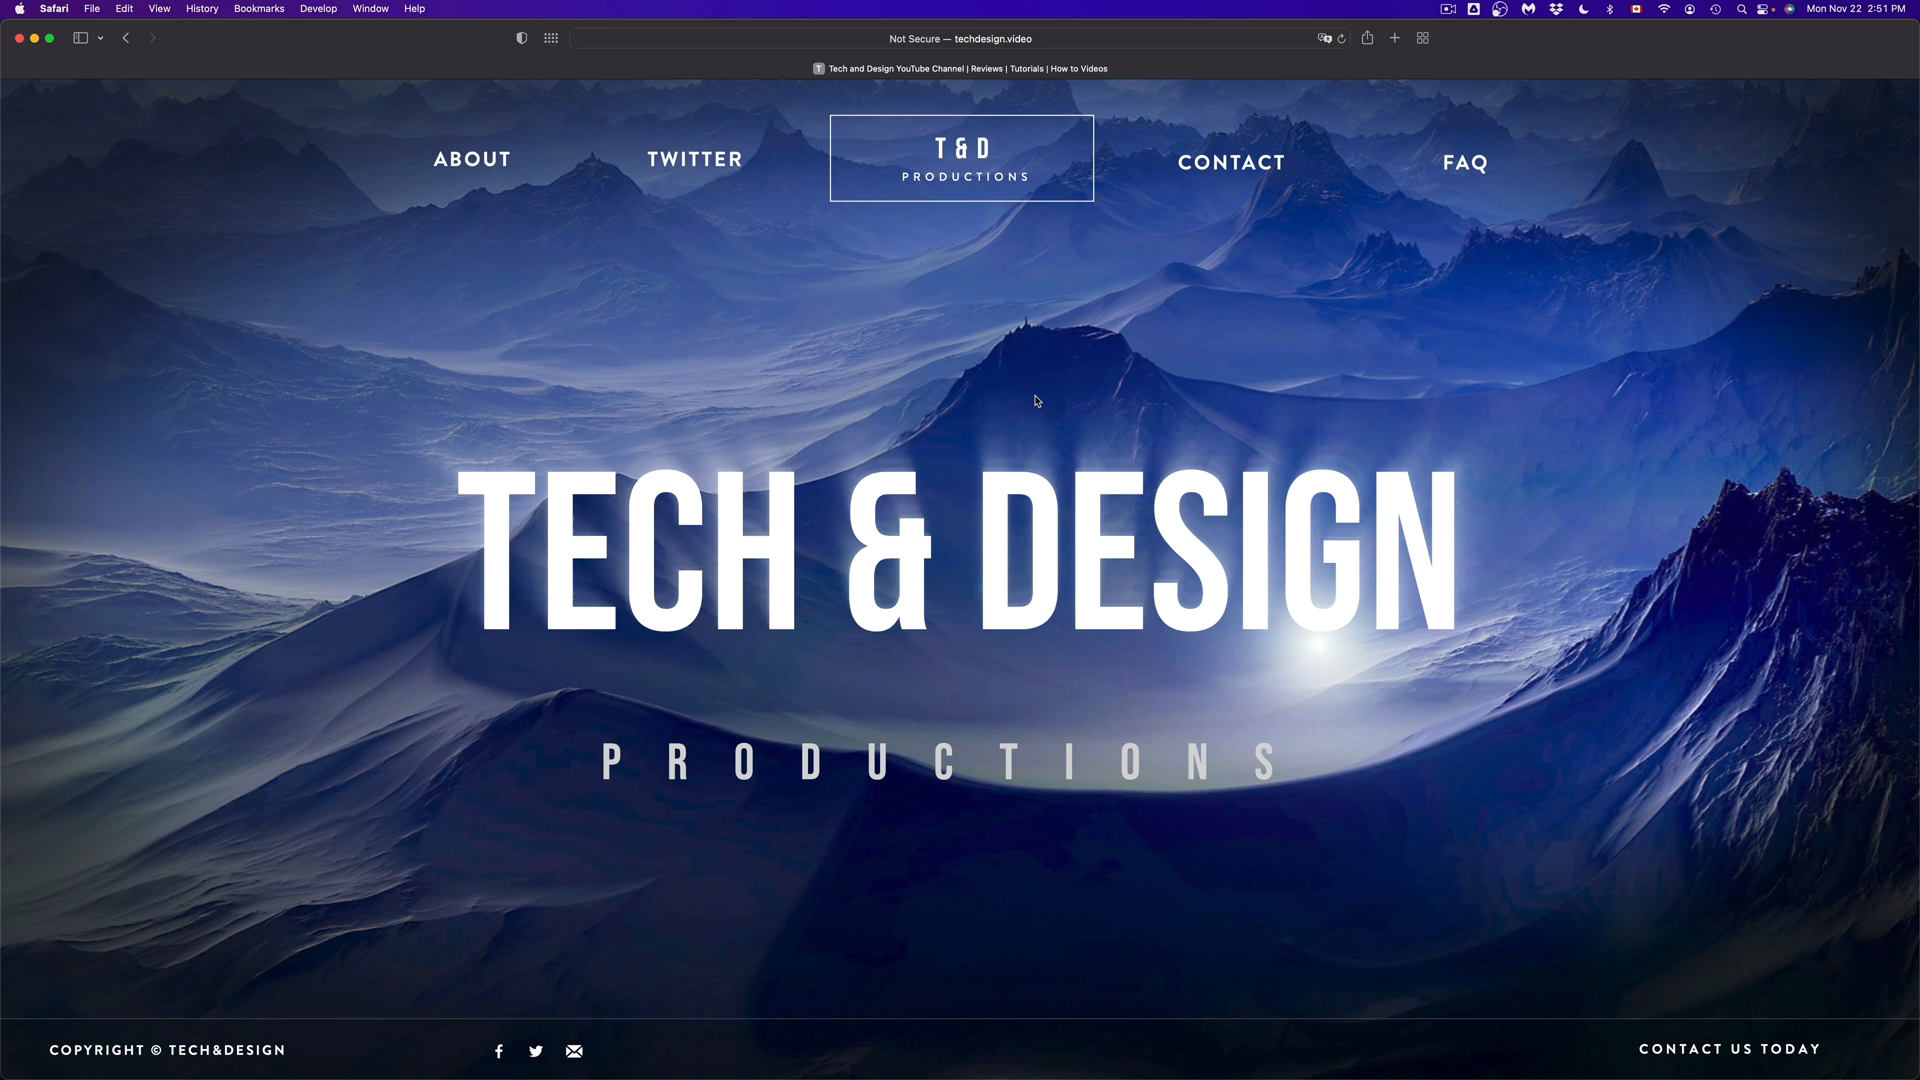 Safari File Edit View History Bookmarks Develop Window Help Mon Nov 22 2:51 PM
Not Secure — techdesign.video
T Tech and Design YouTube Channel | Reviews | Tutorials | How to Videos
ABOUT TWITTER T & D CONTACT FAQ
PRODUCTIONS
TECH & DESIGN
PRODUCTIONS
COPYRIGHT © TECH&DESIGN CONTACT US TODAY